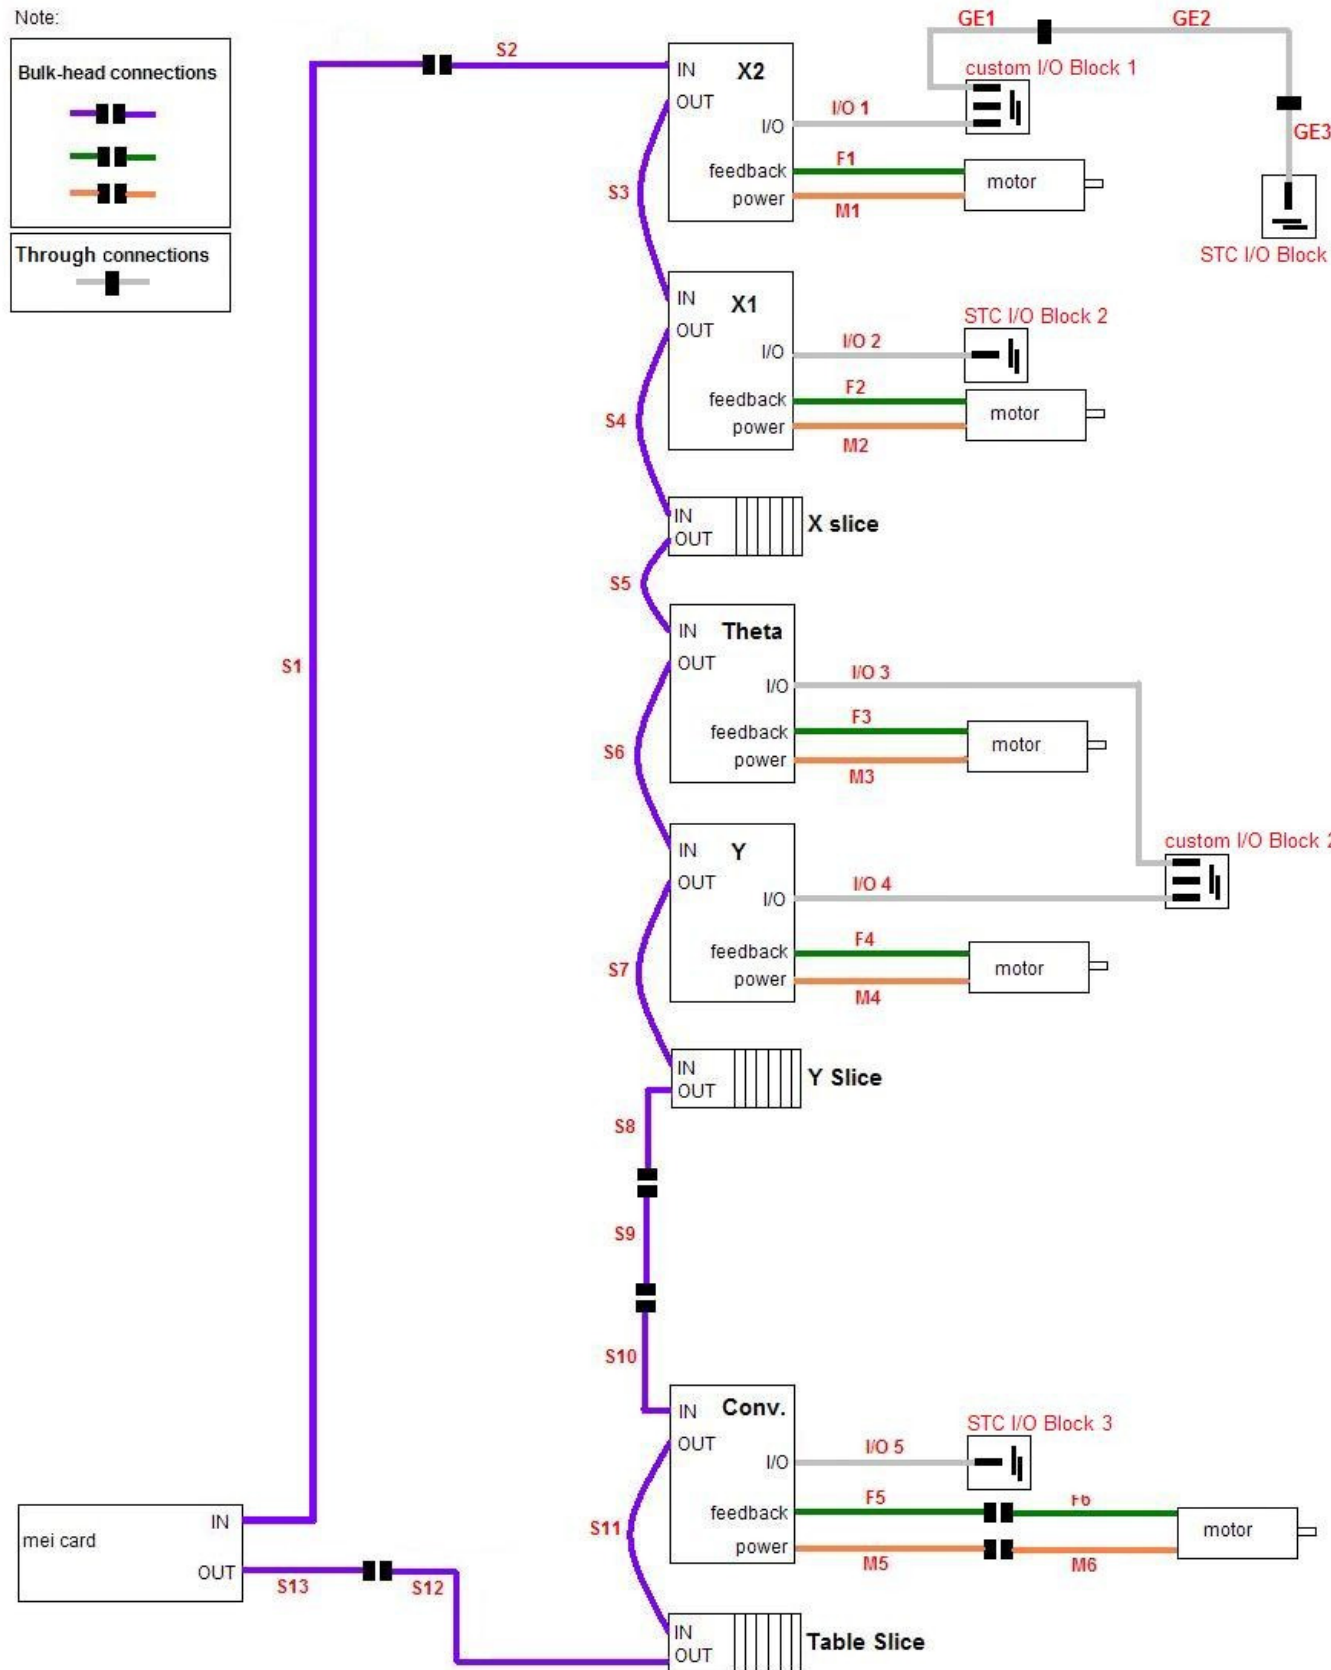 Note:
Bulk-head connections
Through connections
S1
S2
X2
IN
OUT
I/O
feedback
power
I/O 1
F1
M1
motor
GE1
GE2
GE3
custom I/O Block 1
STC I/O Block
S3
X1
IN
OUT
I/O
feedback
power
I/O 2
F2
M2
motor
STC I/O Block 2
S4
IN
OUT
X slice
S5
Theta
IN
OUT
I/O
feedback
power
I/O 3
F3
M3
motor
S6
Y
IN
OUT
I/O
feedback
power
I/O 4
F4
M4
motor
custom I/O Block 2
S7
IN
OUT
Y Slice
S8
S9
S10
Conv.
IN
OUT
I/O
feedback
power
I/O 5
F5
F6
M5
M6
motor
STC I/O Block 3
S11
IN
OUT
Table Slice
mei card
IN
OUT
S13
S12